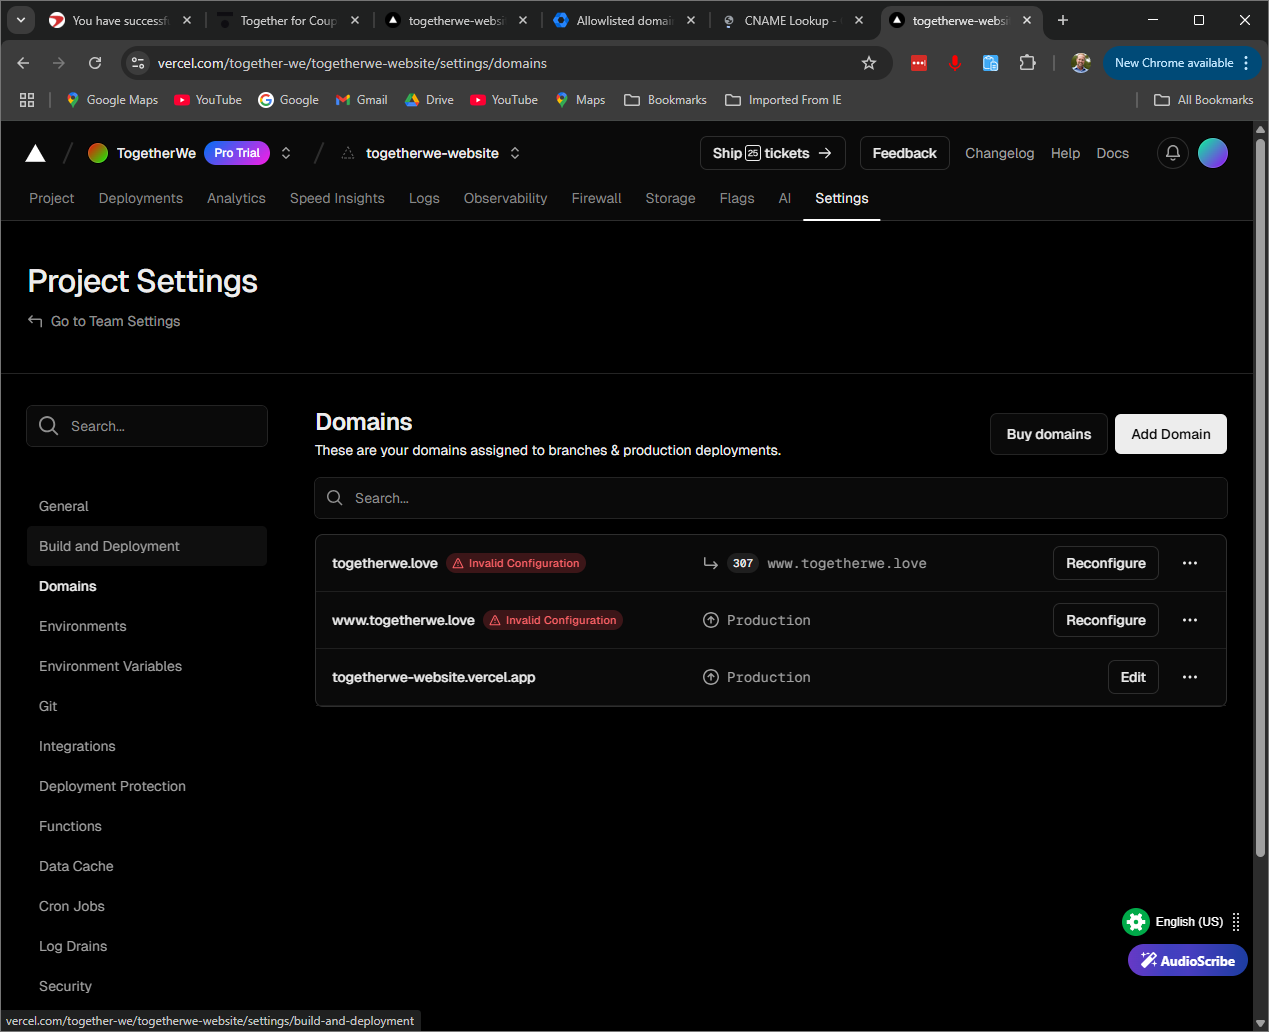 You have successf
Together for Coup
togetherwe-websi
Allowlisted domai
CNAME Lookup -
togetherwe-websi
vercel.com/together-we/togetherwe-website/settings/domains
New Chrome available
Google Maps
YouTube
Google
Gmail
Drive
YouTube
Maps
Bookmarks
Imported From IE
All Bookmarks
TogetherWe
Pro Trial
togetherwe-website
Ship 25 tickets →
Feedback
Changelog
Help
Docs
Project
Deployments
Analytics
Speed Insights
Logs
Observability
Firewall
Storage
Flags
AI
Settings
Project Settings
Go to Team Settings
Search...
General
Build and Deployment
Domains
Environments
Environment Variables
Git
Integrations
Deployment Protection
Functions
Data Cache
Cron Jobs
Log Drains
Security
Domains
These are your domains assigned to branches & production deployments.
Buy domains
Add Domain
Search...
togetherwe.love
Invalid Configuration
307
www.togetherwe.love
Reconfigure
www.togetherwe.love
Invalid Configuration
Production
Reconfigure
togetherwe-website.vercel.app
Production
Edit
English (US)
AudioScribe
vercel.com/together-we/togetherwe-website/settings/build-and-deployment